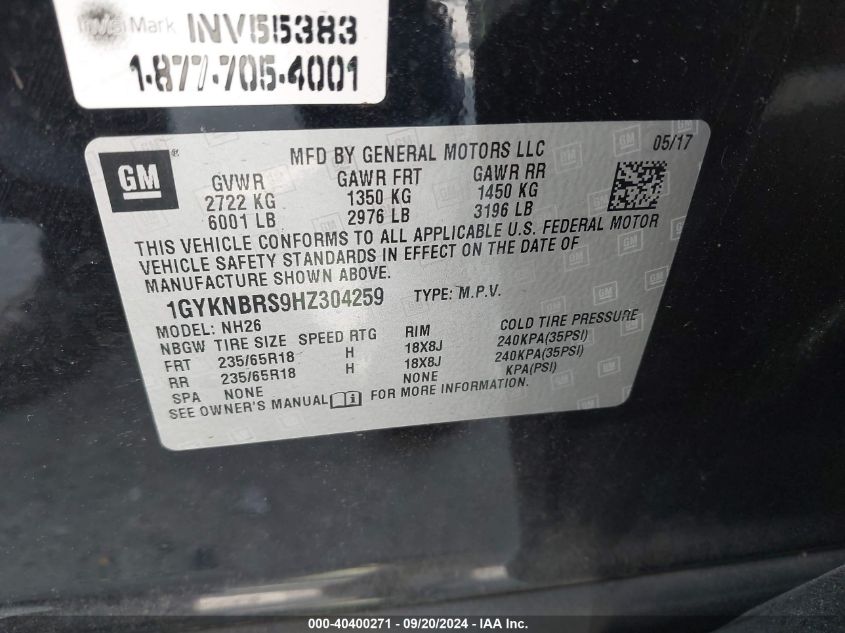 Mark INV55383
1-877-705-4001
GM ®
MFD BY GENERAL MOTORS LLC 05/17
GVWR GAWR FRT GAWR RR
2722 KG 1350 KG 1450 KG
6001 LB 2976 LB 3196 LB
THIS VEHICLE CONFORMS TO ALL APPLICABLE U.S. FEDERAL MOTOR
VEHICLE SAFETY STANDARDS IN EFFECT ON THE DATE OF
MANUFACTURE SHOWN ABOVE.
1GYKNBRS9HZ304259 TYPE: M.P.V.
MODEL: NH26
NBGW TIRE SIZE SPEED RTG RIM COLD TIRE PRESSURE
FRT 235/65R18 H 18X8J 240KPA(35PSI)
RR 235/65R18 H 18X8J 240KPA(35PSI)
SPA NONE NONE KPA(PSI)
SEE OWNER'S MANUAL FOR MORE INFORMATION.
000-40400271 - 09/20/2024 - IAA Inc.